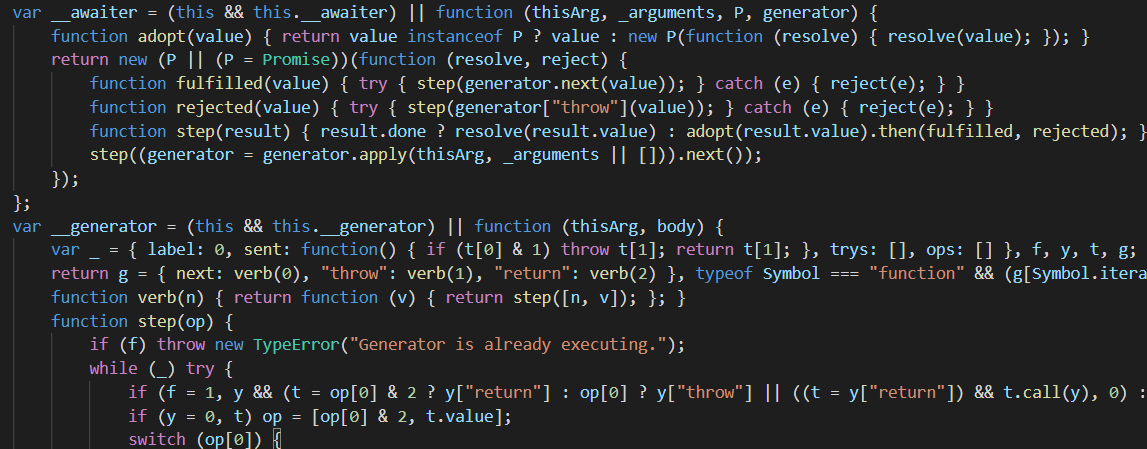 var __awaiter = (this && this.__awaiter) || function (thisArg, _arguments, P, generator) {
    function adopt(value) { return value instanceof P ? value : new P(function (resolve) { resolve(value); }); }
    return new (P || (P = Promise))(function (resolve, reject) {
        function fulfilled(value) { try { step(generator.next(value)); } catch (e) { reject(e); } }
        function rejected(value) { try { step(generator["throw"](value)); } catch (e) { reject(e); } }
        function step(result) { result.done ? resolve(result.value) : adopt(result.value).then(fulfilled, rejected); }
        step((generator = generator.apply(thisArg, _arguments || [])).next());
    });
};
var __generator = (this && this.__generator) || function (thisArg, body) {
    var _ = { label: 0, sent: function() { if (t[0] & 1) throw t[1]; return t[1]; }, trys: [], ops: [] }, f, y, t, g;
    return g = { next: verb(0), "throw": verb(1), "return": verb(2) }, typeof Symbol === "function" && (g[Symbol.itera
    function verb(n) { return function (v) { return step([n, v]); }; }
    function step(op) {
        if (f) throw new TypeError("Generator is already executing.");
        while (_) try {
            if (f = 1, y && (t = op[0] & 2 ? y["return"] : op[0] ? y["throw"] || ((t = y["return"]) && t.call(y), 0) :
            if (y = 0, t) op = [op[0] & 2, t.value];
            switch (op[0]) {